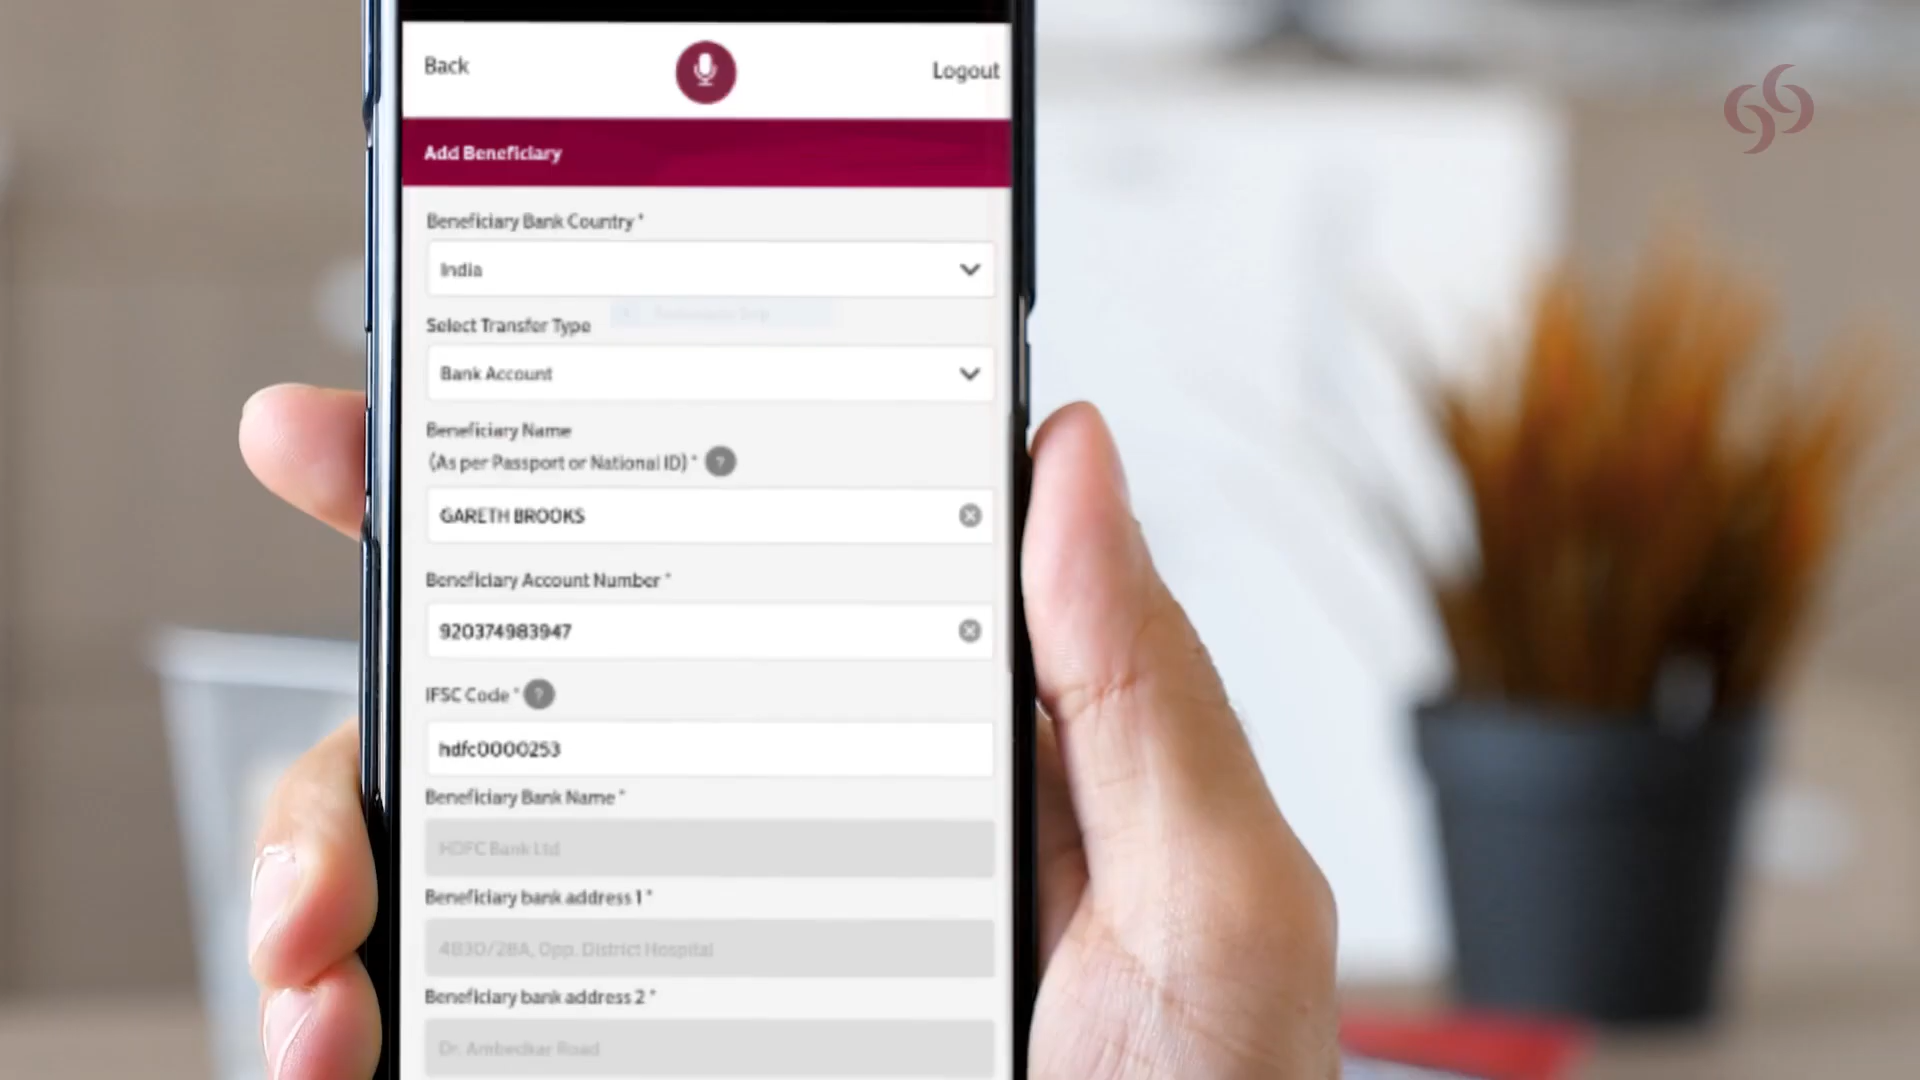 Back
Logout
Add Beneficiary
Beneficiary Bank Country *
India
Select Transfer Type
Bank Account
Beneficiary Name
(As per Passport or National ID) * ?
GARETH BROOKS
Beneficiary Account Number *
920374983947
IFSC Code * ?
hdfc0000253
Beneficiary Bank Name *
HDFC Bank Ltd
Beneficiary bank address 1 *
4830/28A, Opp. District Hospital
Beneficiary bank address 2 *
Dr. Ambedkar Road